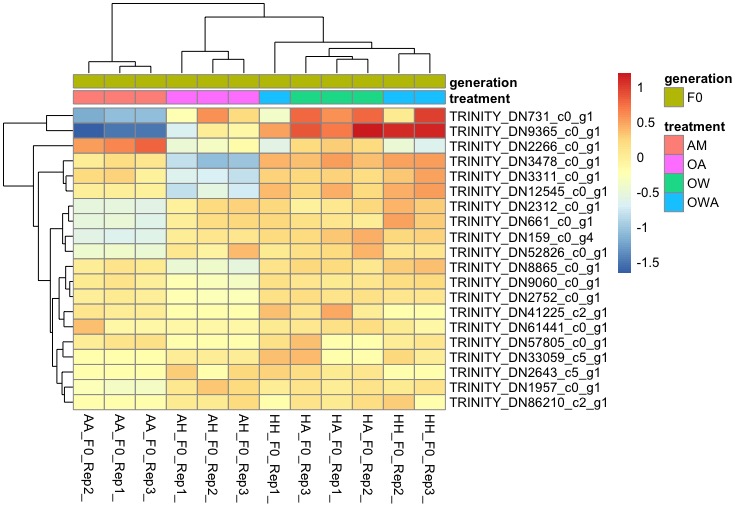 generation
treatment
TRINITY_DN731_c0_g1
TRINITY_DN9365_c0_g1
TRINITY_DN2266_c0_g1
TRINITY_DN3478_c0_g1
TRINITY_DN3311_c0_g1
TRINITY_DN12545_c0_g1
TRINITY_DN2312_c0_g1
TRINITY_DN661_c0_g1
TRINITY_DN159_c0_g4
TRINITY_DN52826_c0_g1
TRINITY_DN8865_c0_g1
TRINITY_DN9060_c0_g1
TRINITY_DN2752_c0_g1
TRINITY_DN41225_c2_g1
TRINITY_DN61441_c0_g1
TRINITY_DN57805_c0_g1
TRINITY_DN33059_c5_g1
TRINITY_DN2643_c5_g1
TRINITY_DN1957_c0_g1
TRINITY_DN86210_c2_g1
AA_F0_Rep2_
AA_F0_Rep1_
AA_F0_Rep3_
AH_F0_Rep1_
AH_F0_Rep2_
AH_F0_Rep3_
HH_F0_Rep1_
HA_F0_Rep3_
HA_F0_Rep1_
HA_F0_Rep2_
HH_F0_Rep2_
HH_F0_Rep3_
1
0.5
0
-0.5
-1
-1.5
generation
F0
treatment
AM
OA
OW
OWA